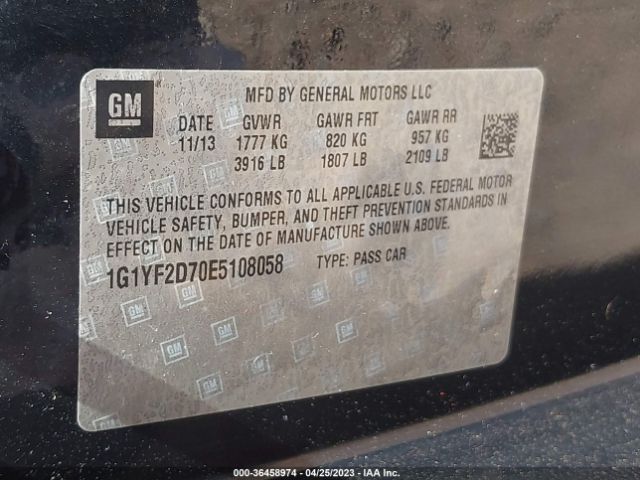 GM
MFD BY GENERAL MOTORS LLC
DATE GVWR GAWR FRT GAWR RR
11/13 1777 KG 820 KG 957 KG
3916 LB 1807 LB 2109 LB
THIS VEHICLE CONFORMS TO ALL APPLICABLE U.S. FEDERAL MOTOR
VEHICLE SAFETY, BUMPER, AND THEFT PREVENTION STANDARDS IN
EFFECT ON THE DATE OF MANUFACTURE SHOWN ABOVE.
1G1YF2D70E5108058 TYPE: PASS CAR
000-36458974 / 04/25/2023 / IAA Inc.